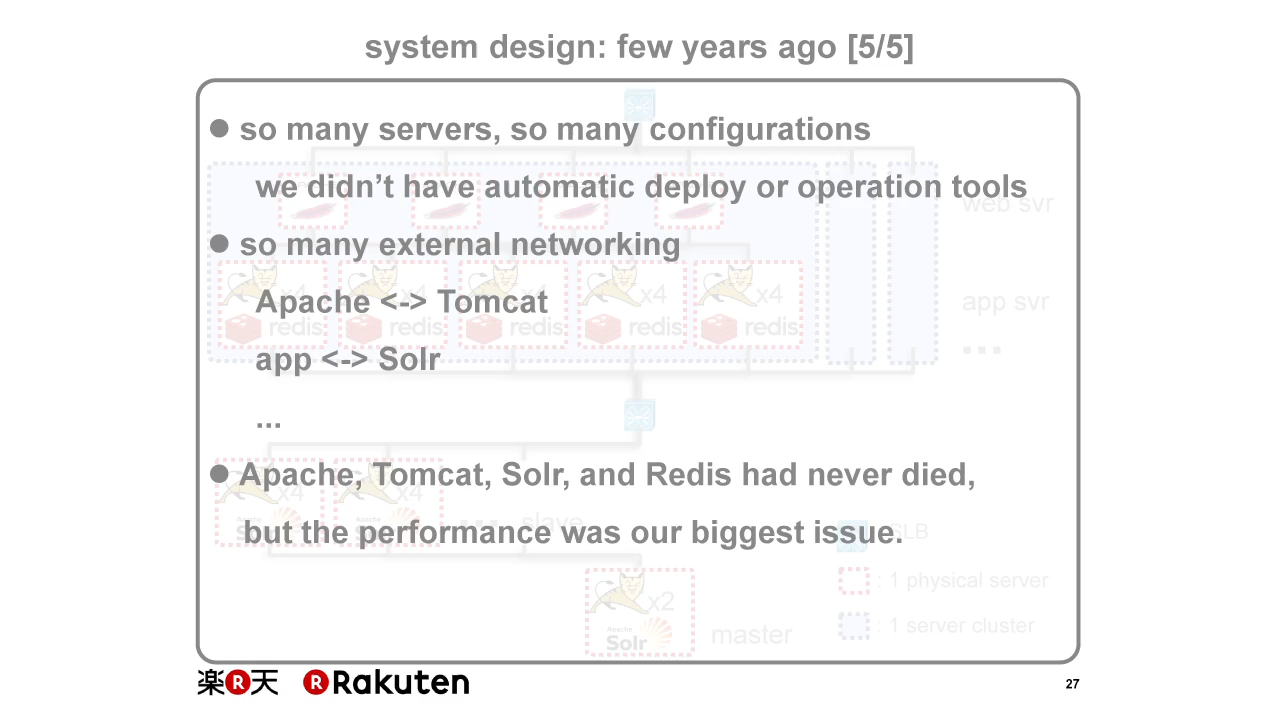 system design: few years ago [5/5]
● so many servers, so many configurations
we didn’t have automatic deploy or operation tools
web svr
● so many external networking
x4 x4 x4 x4 x4
Apache <-> Tomcat
app svr
redis redis redis redis redis
...
app <-> Solr
...
● Apache, Tomcat, Solr, and Redis had never died,
x4 x4
... slave
but the performance was our biggest issue.
SLB
: 1 physical server
x2
Apache
Solr
master
: 1 server cluster
楽R天 R Rakuten
27